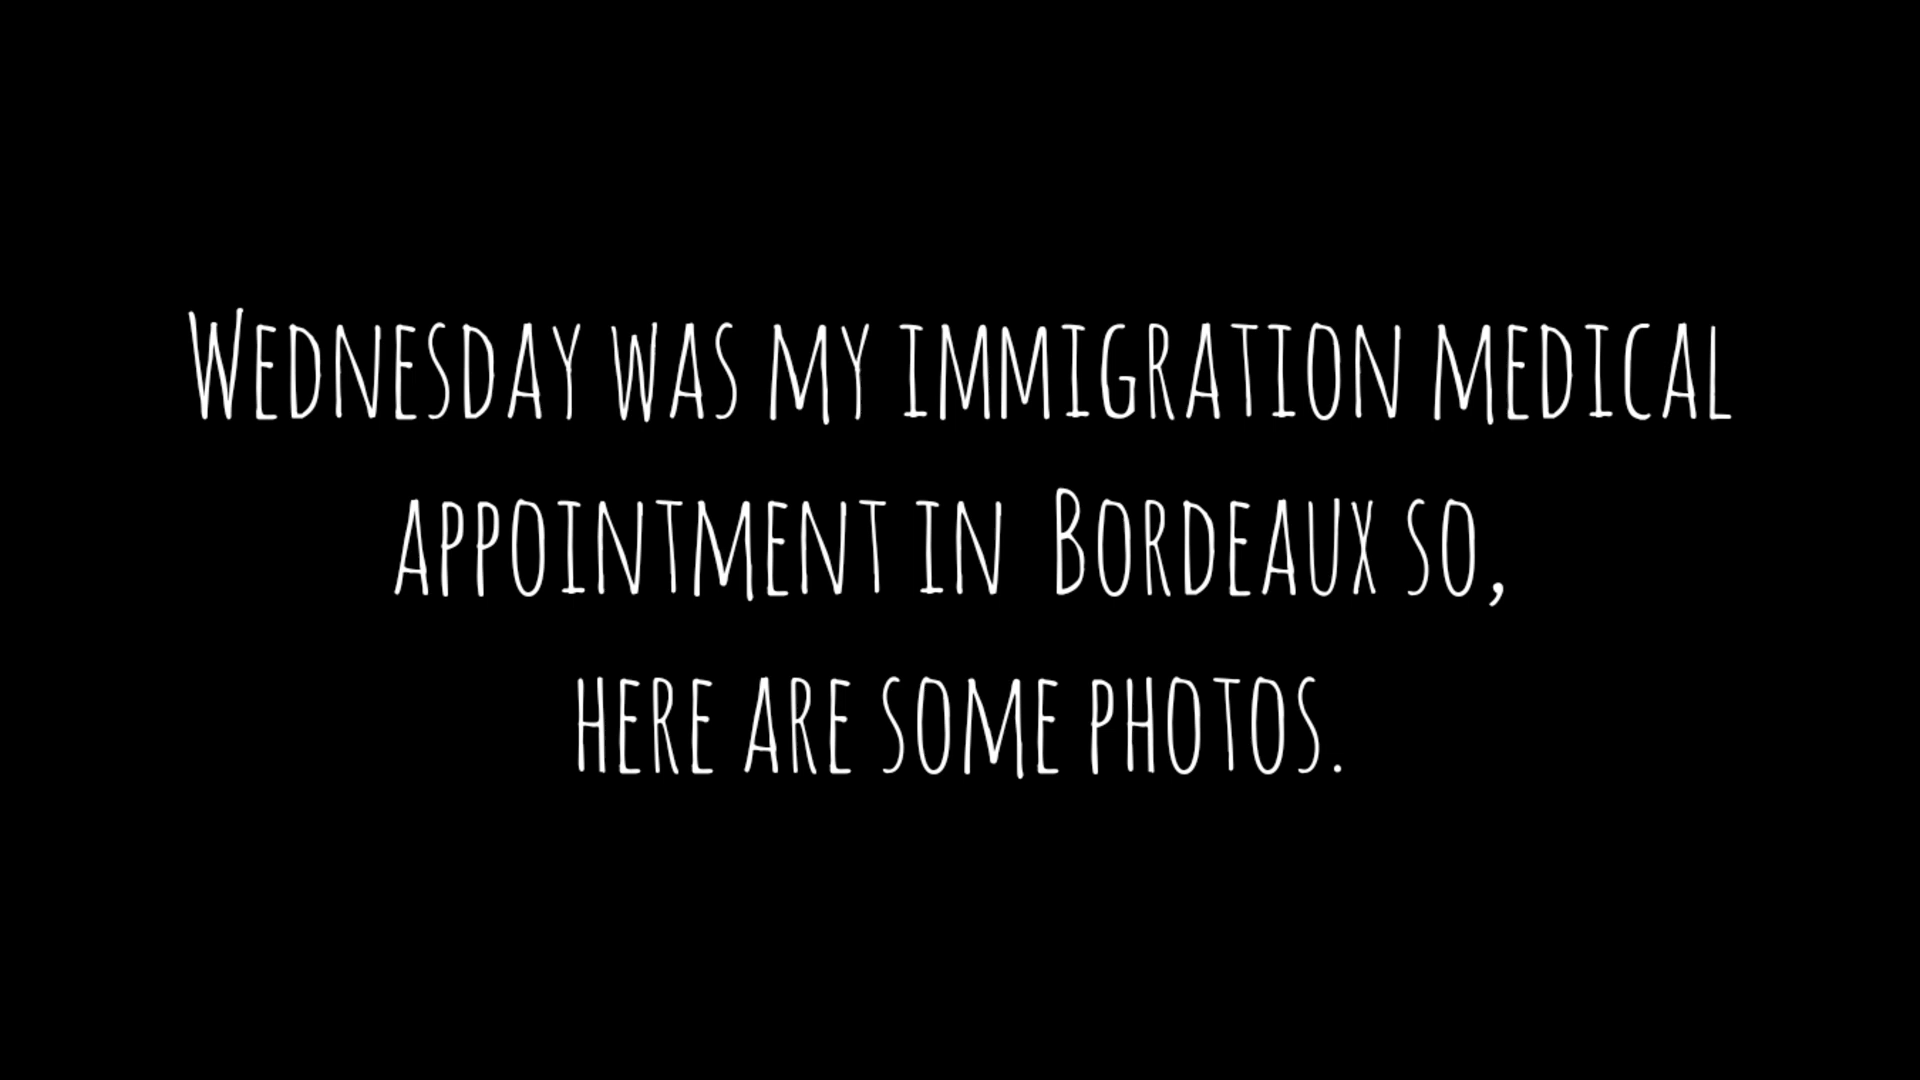 Wednesday was my immigration medical
appointment in Bordeaux so,
here are some photos.